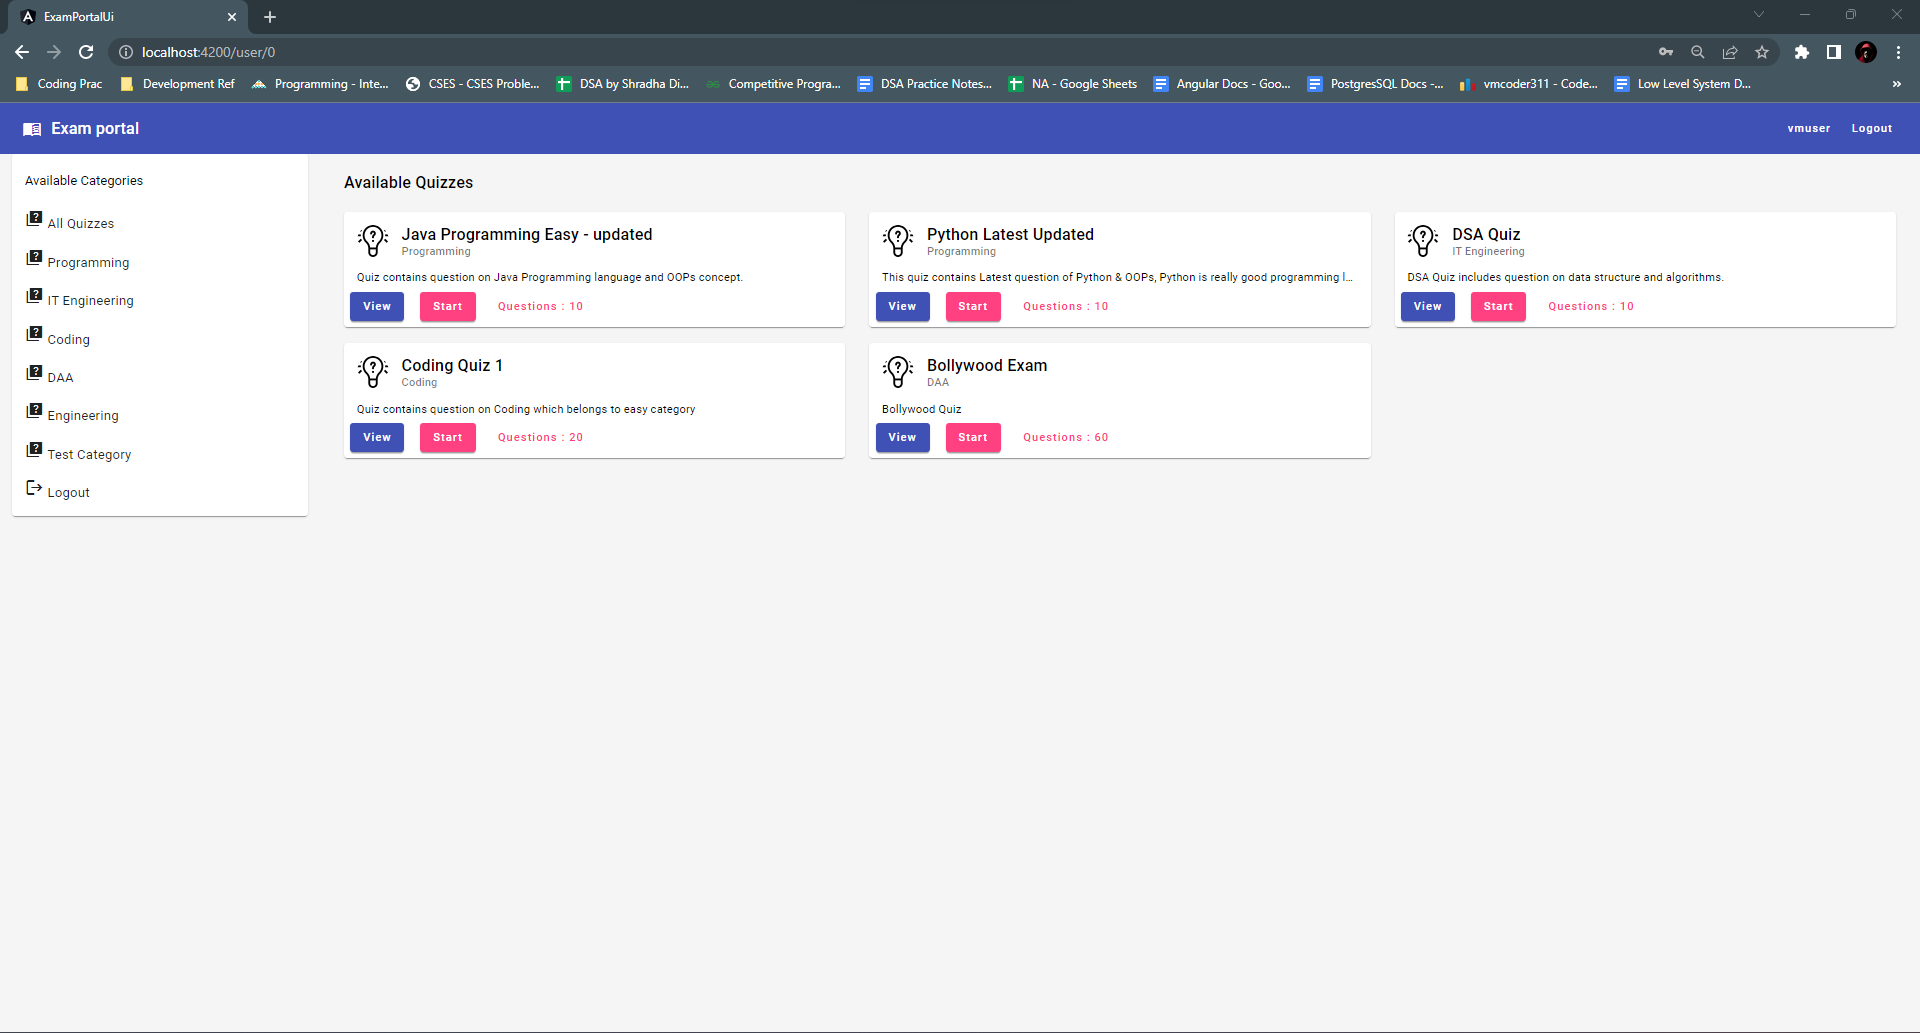 ExamPortalUi
localhost:4200/user/0
Coding Prac Development Ref Programming - Inte... CSES - CSES Proble... DSA by Shradha Di... Competitive Progra... DSA Practice Notes... NA - Google Sheets Angular Docs - Goo... PostgresSQL Docs -... vmcoder311 - Code... Low Level System D... »
Exam portal vmuser Logout
Available Categories
All Quizzes
Programming
IT Engineering
Coding
DAA
Engineering
Test Category
Logout
Available Quizzes
Java Programming Easy - updated
Programming
Quiz contains question on Java Programming language and OOPs concept.
View Start Questions : 10
Python Latest Updated
Programming
This quiz contains Latest question of Python & OOPs, Python is really good programming l...
View Start Questions : 10
DSA Quiz
IT Engineering
DSA Quiz includes question on data structure and algorithms.
View Start Questions : 10
Coding Quiz 1
Coding
Quiz contains question on Coding which belongs to easy category
View Start Questions : 20
Bollywood Exam
DAA
Bollywood Quiz
View Start Questions : 60